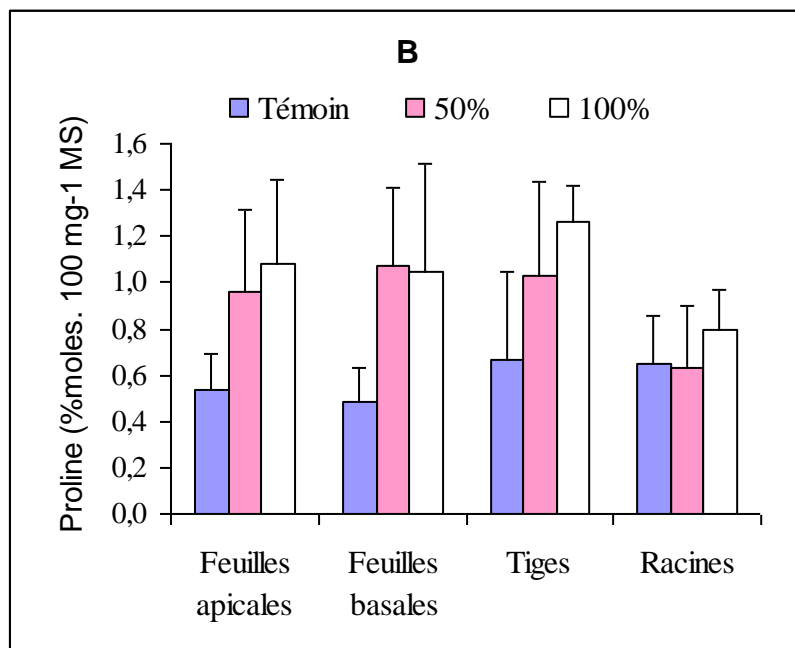 B
Témoin 50% 100%
Proline (%moles. 100 mg-1 MS)
1,6
1,4
1,2
1,0
0,8
0,6
0,4
0,2
0,0
Feuilles apicales
Feuilles basales
Tiges
Racines